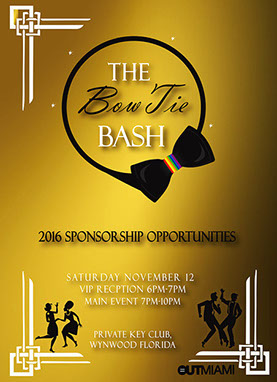 THE
Bow Tie
BASH
2016 SPONSORSHIP OPPORTUNITIES
SATURDAY NOVEMBER 12
VIP RECPTION 6PM-7PM
MAIN EVENT 7PM-10PM
PRIVATE KEY CLUB,
WYNWOOD FLORIDA
OUTMIAMI